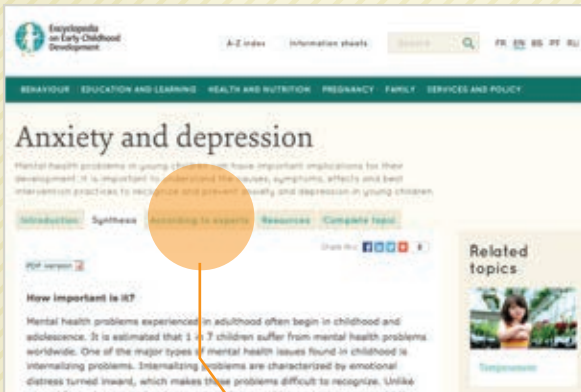 Encyclopedia
on Early Childhood
Development
A-Z index Information sheets Search FR EN ES PT RU
BEHAVIOUR EDUCATION AND LEARNING HEALTH AND NUTRITION PREGNANCY FAMILY SERVICES AND POLICY
Anxiety and depression
Mental health problems in young children can have important implications for their
development. It is important to understand the causes, symptoms, effects and best
intervention practices to recognize and prevent anxiety and depression in young children.
Introduction Synthesis According to experts Resources Complete topic
Share this:
PDF version
Related
topics
How important is it?
Mental health problems experienced in adulthood often begin in childhood and
adolescence. It is estimated that 1 in 7 children suffer from mental health problems
worldwide. One of the major types of mental health issues found in childhood is
internalizing problems. Internalizing problems are characterized by emotional
distress turned inward, which makes these problems difficult to recognize. Unlike
Temperament